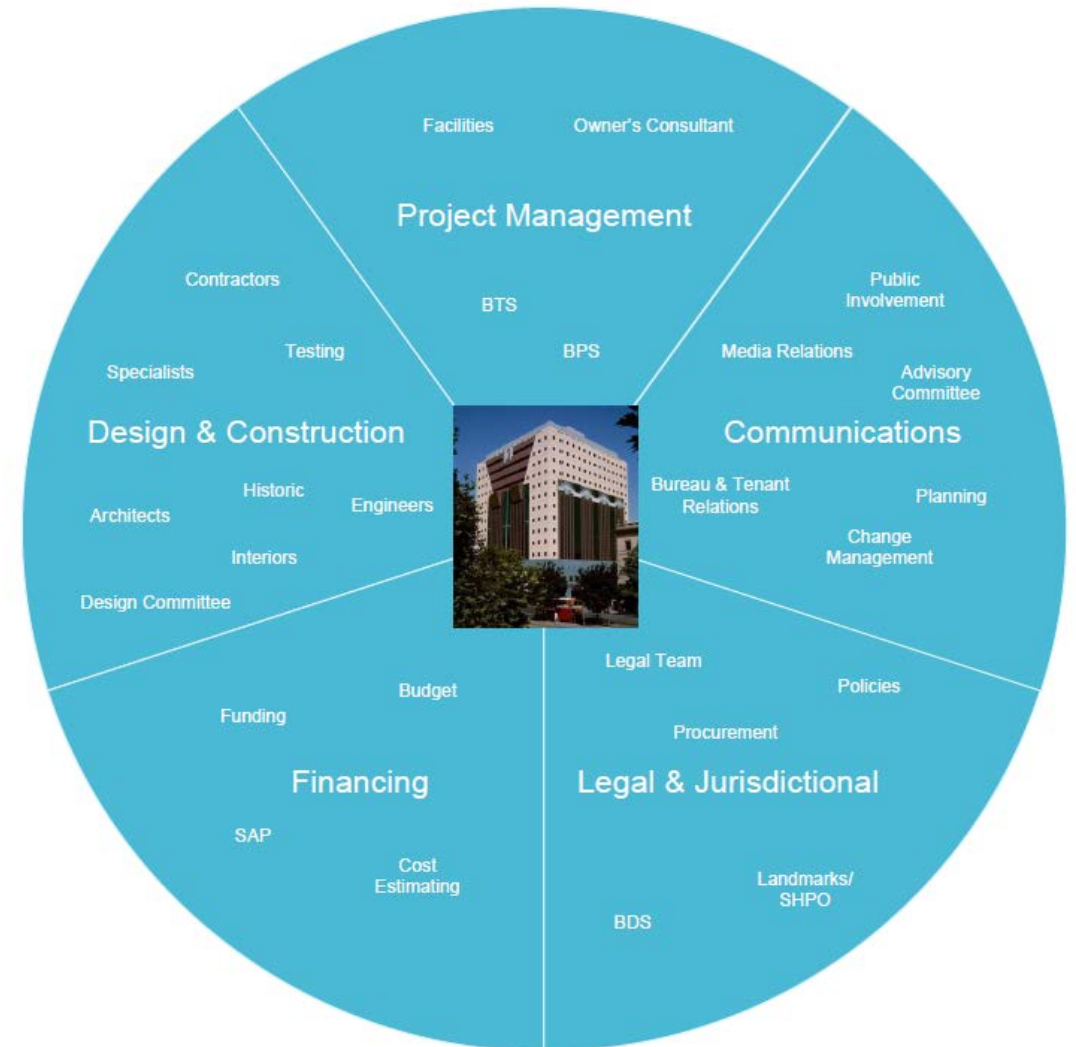 Facilities
Owner's Consultant
Project Management
BTS
BPS
Public
Involvement
Media Relations
Advisory
Committee
Communications
Bureau & Tenant
Relations
Planning
Change
Management
Legal Team
Policies
Procurement
Legal & Jurisdictional
Landmarks/
SHPO
BDS
Budget
Funding
Financing
SAP
Cost
Estimating
Contractors
Testing
Specialists
Design & Construction
Historic
Engineers
Architects
Interiors
Design Committee